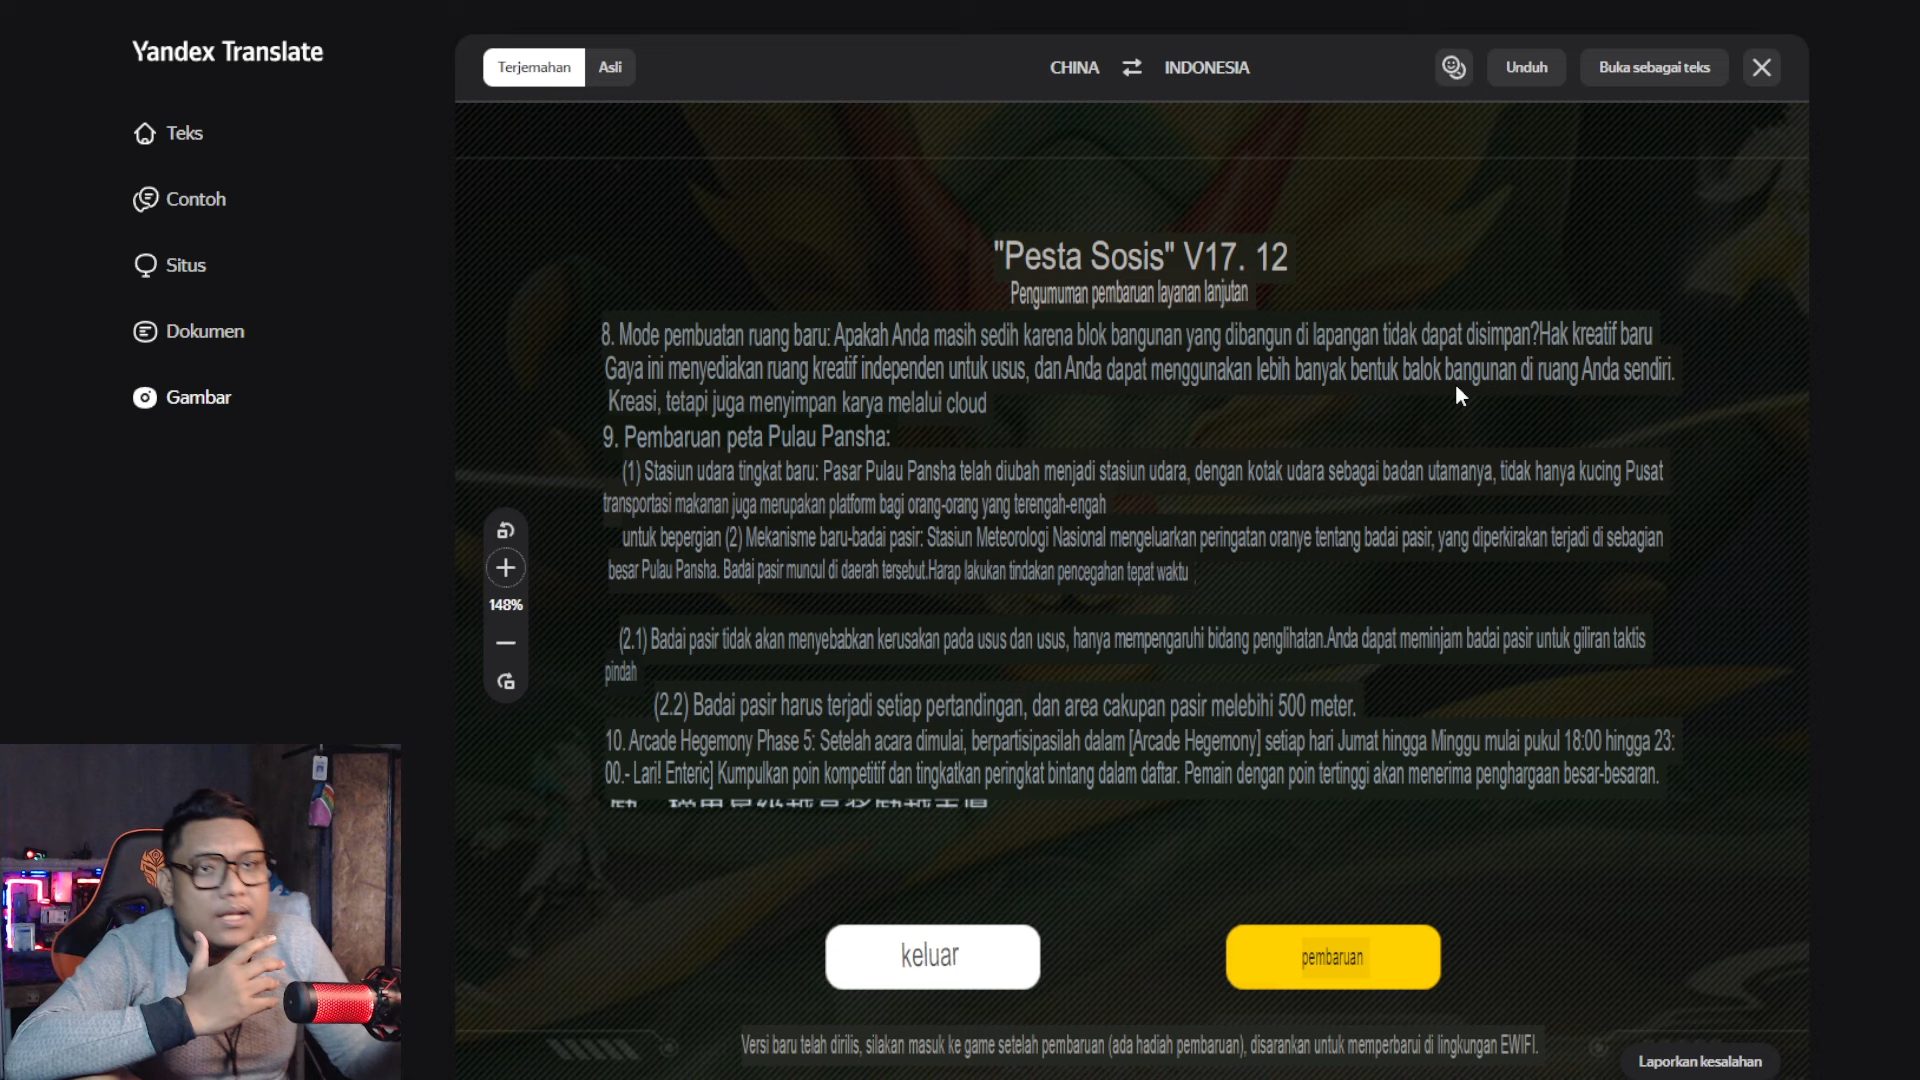 Yandex Translate
Teks
Contoh
Situs
Dokumen
Gambar
Terjemahan
Asli
CHINA
INDONESIA
Unduh
Buka sebagai teks
148%
"Pesta Sosis" V17. 12
Pengumuman pembaruan layanan lanjutan
8. Mode pembuatan ruang baru: Apakah Anda masih sedih karena blok bangunan yang dibangun di lapangan tidak dapat disimpan?Hak kreatif baru
Gaya ini menyediakan ruang kreatif independen untuk usus, dan Anda dapat menggunakan lebih banyak bentuk balok bangunan di ruang Anda sendiri.
Kreasi, tetapi juga menyimpan karya melalui cloud
9. Pembaruan peta Pulau Pansha:
(1) Stasiun udara tingkat baru: Pasar Pulau Pansha telah diubah menjadi stasiun udara, dengan kotak udara sebagai badan utamanya, tidak hanya kucing Pusat
transportasi makanan juga merupakan platform bagi orang-orang yang terengah-engah
untuk bepergian (2) Mekanisme baru-badai pasir: Stasiun Meteorologi Nasional mengeluarkan peringatan oranye tentang badai pasir, yang diperkirakan terjadi di sebagian
besar Pulau Pansha. Badai pasir muncul di daerah tersebut.Harap lakukan tindakan pencegahan tepat waktu
(2.1) Badai pasir tidak akan menyebabkan kerusakan pada usus dan usus, hanya mempengaruhi bidang penglihatan.Anda dapat meminjam badai pasir untuk giliran taktis
pindah
(2.2) Badai pasir harus terjadi setiap pertandingan, dan area cakupan pasir melebihi 500 meter.
10. Arcade Hegemony Phase 5: Setelah acara dimulai, berpartisipasilah dalam [Arcade Hegemony] setiap hari Jumat hingga Minggu mulai pukul 18:00 hingga 23:
00.- Lari! Enteric] Kumpulkan poin kompetitif dan tingkatkan peringkat bintang dalam daftar. Pemain dengan poin tertinggi akan menerima penghargaan besar-besaran.
keluar
pembaruan
Versi baru telah dirilis, silakan masuk ke game setelah pembaruan (ada hadiah pembaruan), disarankan untuk memperbarui di lingkungan EWIFI.
Laporkan kesalahan